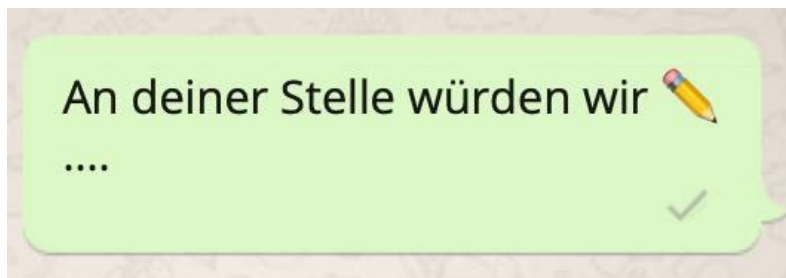 An deiner Stelle würden wir ✏️
....